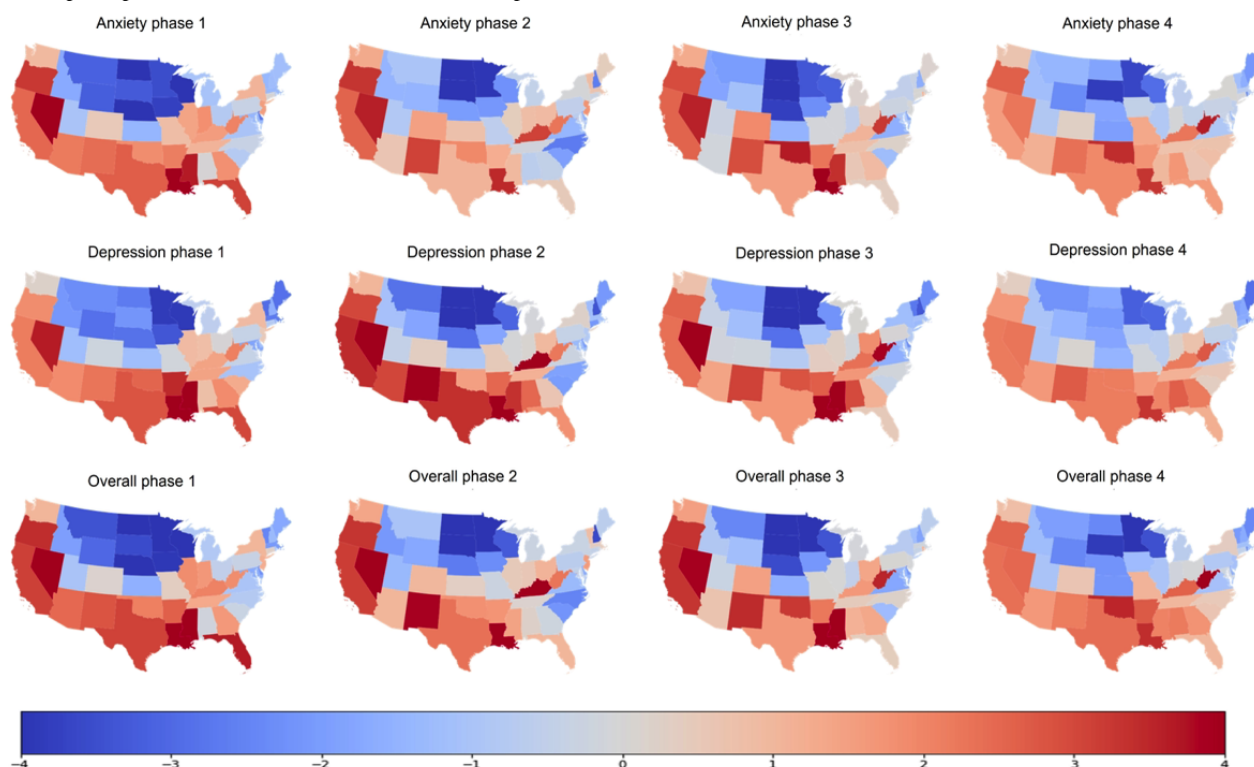 Anxiety phase 1 Anxiety phase 2 Anxiety phase 3 Anxiety phase 4
Depression phase 1 Depression phase 2 Depression phase 3 Depression phase 4
Overall phase 1 Overall phase 2 Overall phase 3 Overall phase 4
-4 -3 -2 -1 0 1 2 3 4